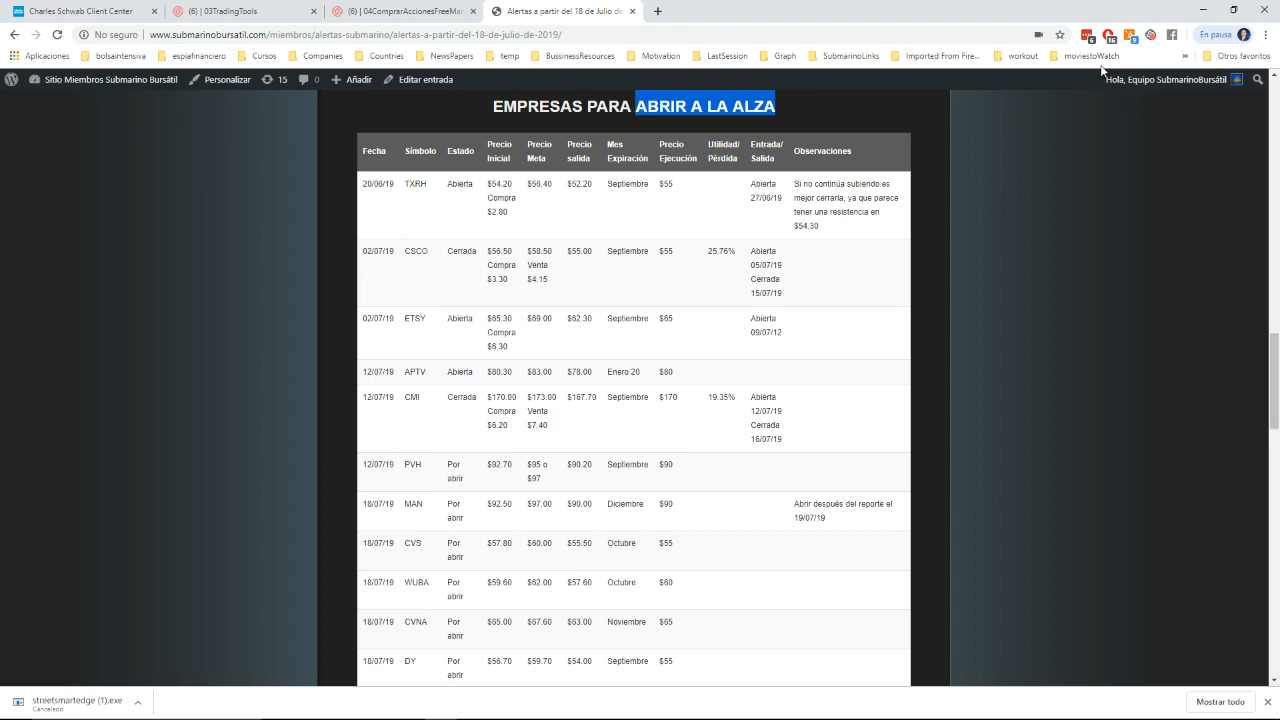 Charles Schwab Client Center
(6) | 03TradingTools
(6) | 04ComprarAccionesFreeMar
Alertas a partir del 18 de Julio de
No seguro | www.submarinobursatil.com/miembros/alertas-submarino/alertas-a-partir-del-18-de-julio-de-2019/
6
16
9
En pausa
Aplicaciones
bolsaintensiva
espiafinanciero
Cursos
Companies
Countries
NewsPapers
temp
BussinessResources
Motivation
LastSession
Graph
SubmarinoLinks
Imported From Fire...
workout
moviestoWatch
»
Otros favoritos
Sitio Miembros Submarino Bursátil
Personalizar
15
0
Añadir
Editar entrada
Hola, Equipo SubmarinoBursátil
EMPRESAS PARA ABRIR A LA ALZA
Fecha Símbolo Estado Precio Inicial Precio Meta Precio salida Mes Expiración Precio Ejecución Utilidad/ Pérdida Entrada/ Salida Observaciones
20/06/19 TXRH Abierta $54.20 Compra $2.80 $56.40 $52.20 Septiembre $55 Abierta 27/06/19 Si no continúa subiendo es mejor cerrarla, ya que parece tener una resistencia en $54.30
02/07/19 CSCO Cerrada $56.50 Compra $3.30 $58.50 Venta $4.15 $55.00 Septiembre $55 25.76% Abierta 05/07/19 Cerrada 15/07/19
02/07/19 ETSY Abierta $65.30 Compra $6.30 $69.00 $62.30 Septiembre $65 Abierta 09/07/12
12/07/19 APTV Abierta $80.30 $83.00 $78.00 Enero 20 $80
12/07/19 CMI Cerrada $170.00 Compra $6.20 $173.00 Venta $7.40 $167.70 Septiembre $170 19.35% Abierta 12/07/19 Cerrada 16/07/19
12/07/19 PVH Por abrir $92.70 $95 o $97 $90.20 Septiembre $90
18/07/19 MAN Por abrir $92.50 $97.00 $90.00 Diciembre $90 Abrir después del reporte el 19/07/19
18/07/19 CVS Por abrir $57.80 $60.00 $55.50 Octubre $55
18/07/19 WUBA Por abrir $59.60 $62.00 $57.60 Octubre $60
18/07/19 CVNA Por abrir $65.00 $67.60 $63.00 Noviembre $65
18/07/19 DY Por abrir $56.70 $59.70 $54.00 Septiembre $55
streetsmartedge (1).exe
Cancelado
Mostrar todo